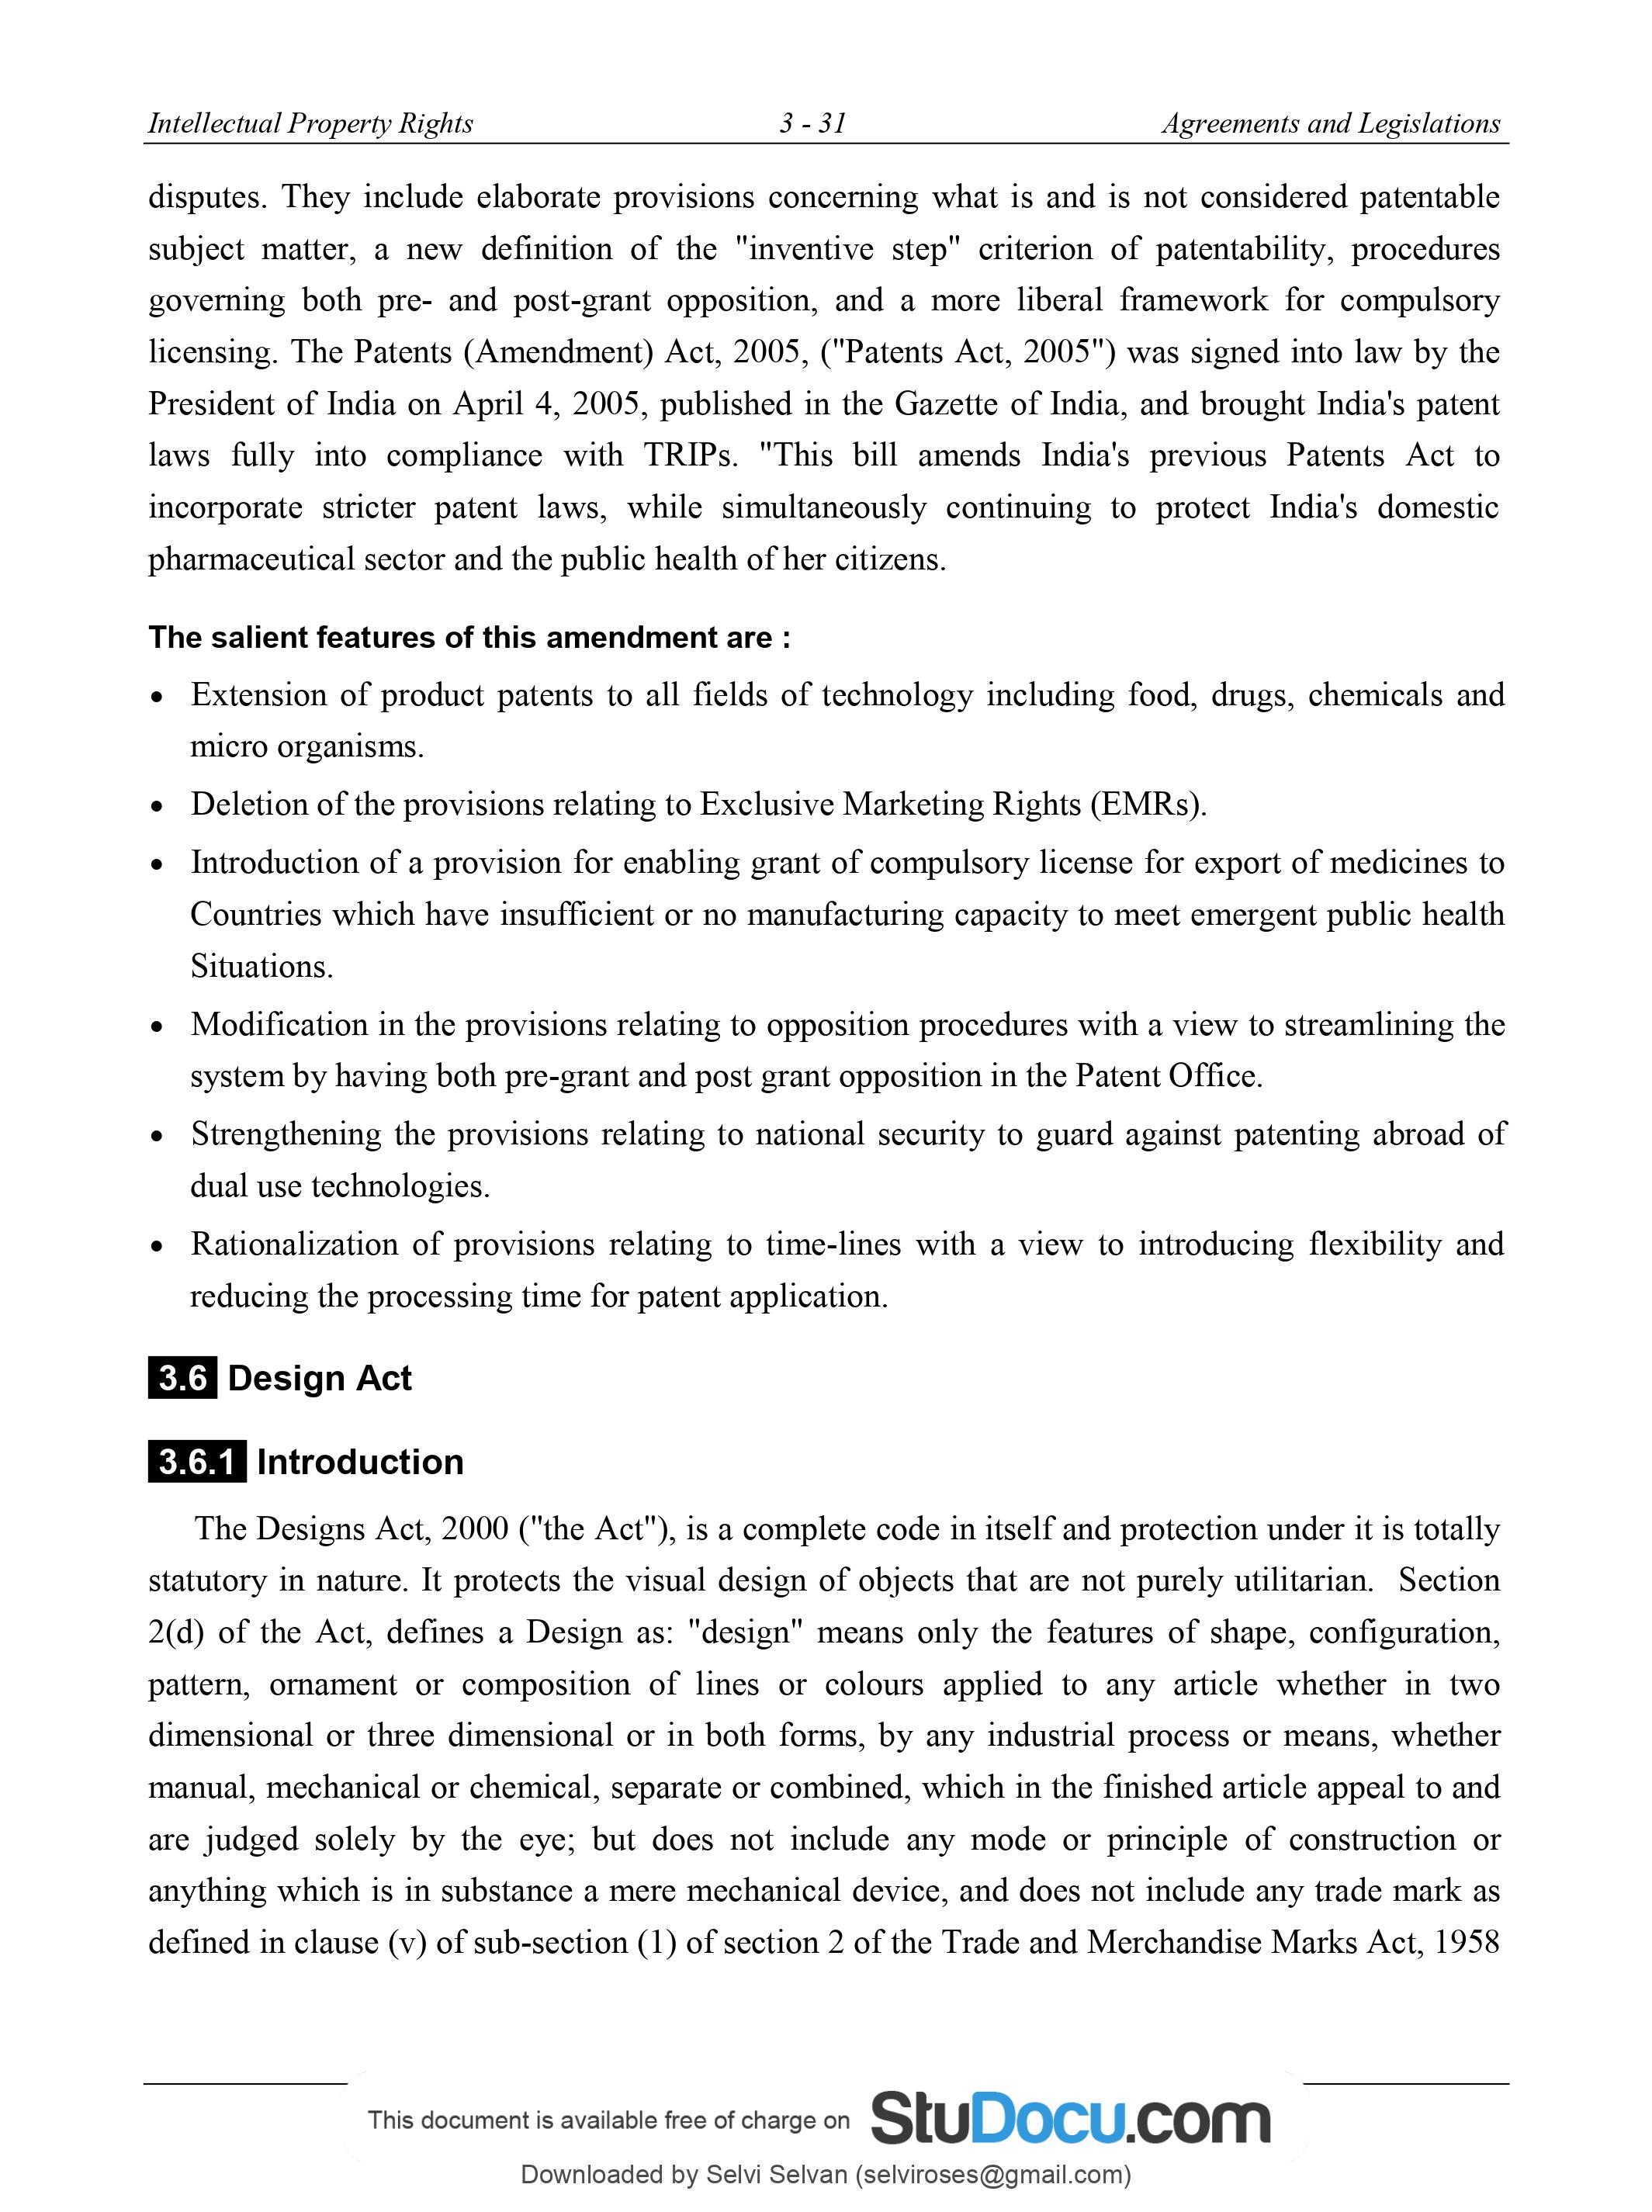 Intellectual Property Rights 3 - 31 Agreements and Legislations
disputes. They include elaborate provisions concerning what is and is not considered patentable
subject matter, a new definition of the "inventive step" criterion of patentability, procedures
governing both pre- and post-grant opposition, and a more liberal framework for compulsory
licensing. The Patents (Amendment) Act, 2005, ("Patents Act, 2005") was signed into law by the
President of India on April 4, 2005, published in the Gazette of India, and brought India's patent
laws fully into compliance with TRIPs. "This bill amends India's previous Patents Act to
incorporate stricter patent laws, while simultaneously continuing to protect India's domestic
pharmaceutical sector and the public health of her citizens.
The salient features of this amendment are :
• Extension of product patents to all fields of technology including food, drugs, chemicals and
micro organisms.
• Deletion of the provisions relating to Exclusive Marketing Rights (EMRs).
• Introduction of a provision for enabling grant of compulsory license for export of medicines to
Countries which have insufficient or no manufacturing capacity to meet emergent public health
Situations.
• Modification in the provisions relating to opposition procedures with a view to streamlining the
system by having both pre-grant and post grant opposition in the Patent Office.
• Strengthening the provisions relating to national security to guard against patenting abroad of
dual use technologies.
• Rationalization of provisions relating to time-lines with a view to introducing flexibility and
reducing the processing time for patent application.
3.6 Design Act
3.6.1 Introduction
The Designs Act, 2000 ("the Act"), is a complete code in itself and protection under it is totally
statutory in nature. It protects the visual design of objects that are not purely utilitarian. Section
2(d) of the Act, defines a Design as: "design" means only the features of shape, configuration,
pattern, ornament or composition of lines or colours applied to any article whether in two
dimensional or three dimensional or in both forms, by any industrial process or means, whether
manual, mechanical or chemical, separate or combined, which in the finished article appeal to and
are judged solely by the eye; but does not include any mode or principle of construction or
anything which is in substance a mere mechanical device, and does not include any trade mark as
defined in clause (v) of sub-section (1) of section 2 of the Trade and Merchandise Marks Act, 1958
This document is available free of charge on StuDocu.com
Downloaded by Selvi Selvan (selviroses@gmail.com)